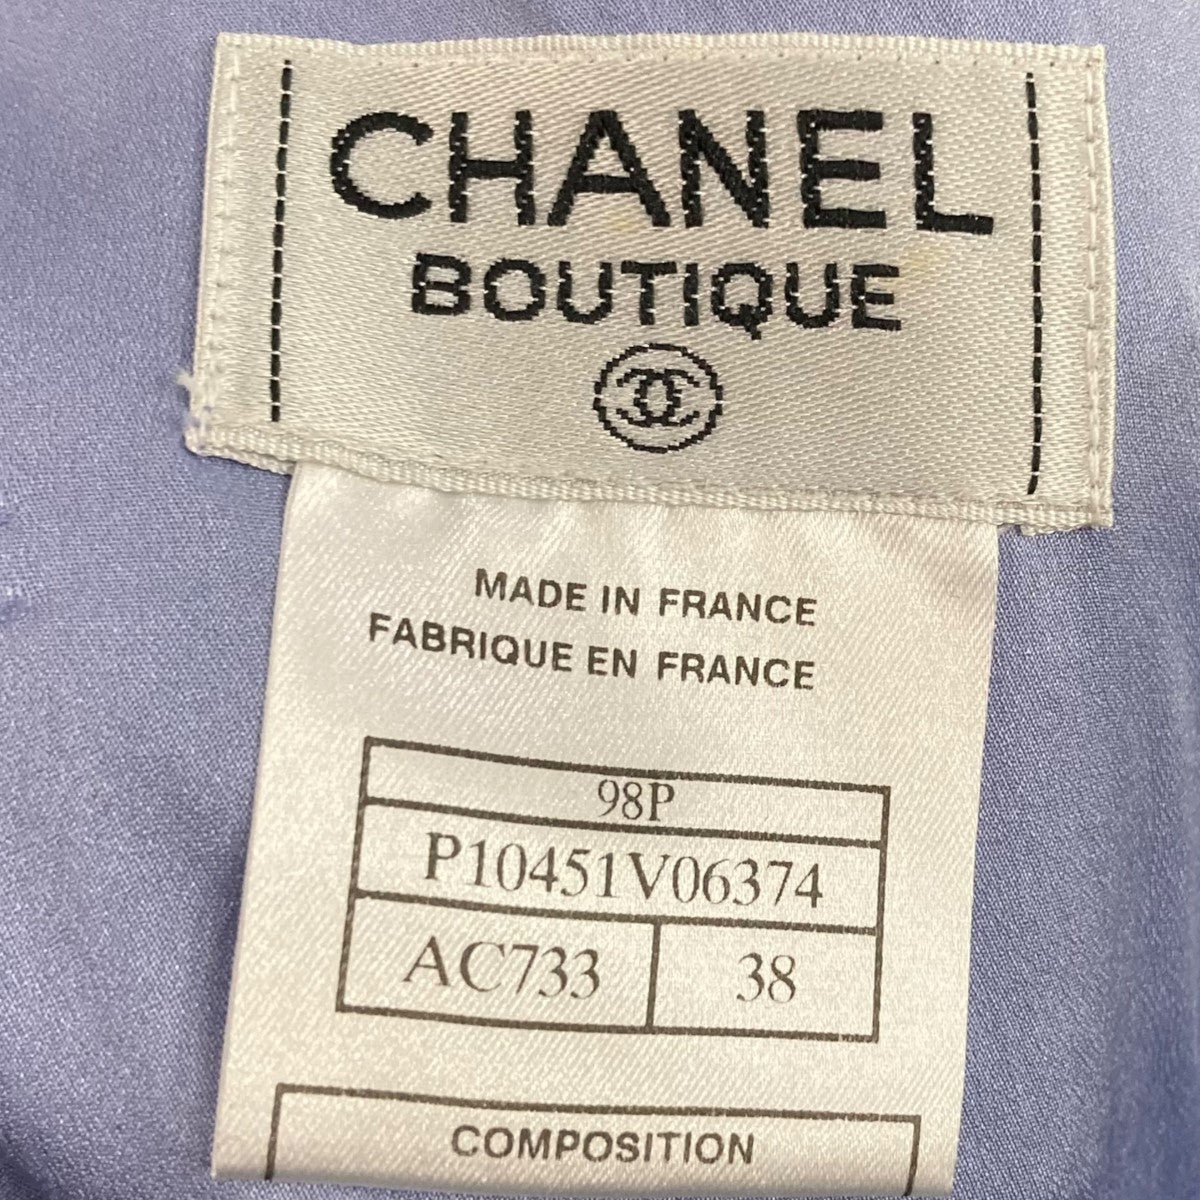 CHANEL
BOUTIQUE
MADE IN FRANCE
FABRIQUE EN FRANCE
98P
P10451V06374
AC733 38
COMPOSITION